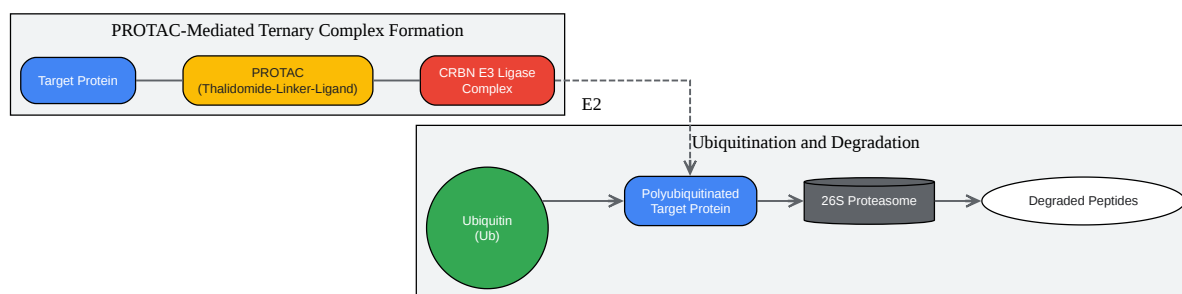 PROTAC-Mediated Ternary Complex Formation
Target Protein
PROTAC
(Thalidomide-Linker-Ligand)
CRBN E3 Ligase
Complex
E2
Ubiquitination and Degradation
Ubiquitin
(Ub)
Polyubiquitinated
Target Protein
26S Proteasome
Degraded Peptides